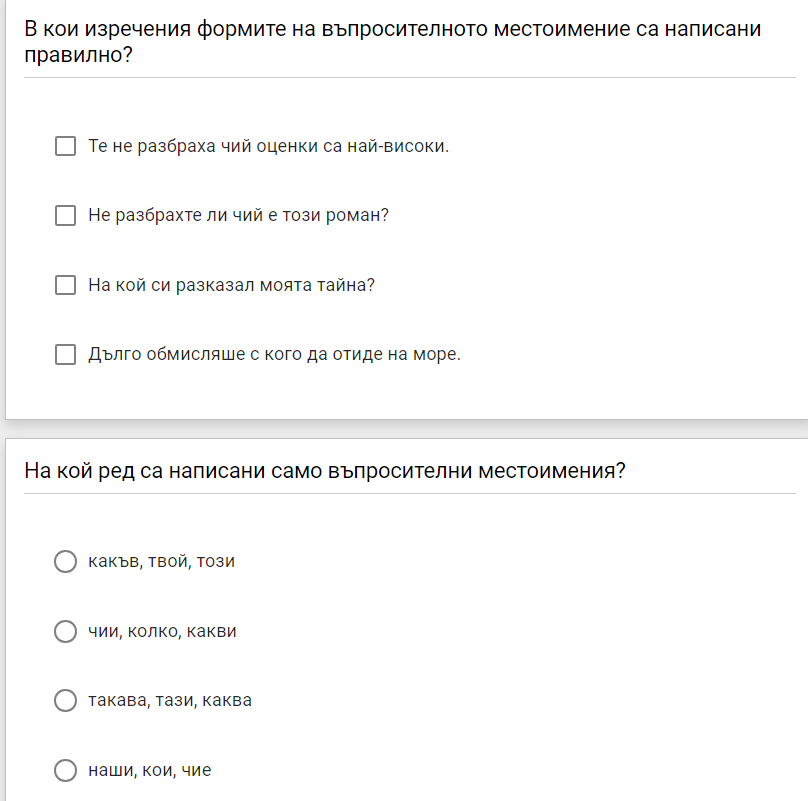 В кои изречения формите на въпросителното местоимение са написани
правилно?
Те не разбраха чий оценки са най-високи.
Не разбрахте ли чий е този роман?
На кой си разказал моята тайна?
Дълго обмисляше с кого да отиде на море.
На кой ред са написани само въпросителни местоимения?
какъв, твой, този
чии, колко, какви
такава, тази, каква
наши, кои, чие